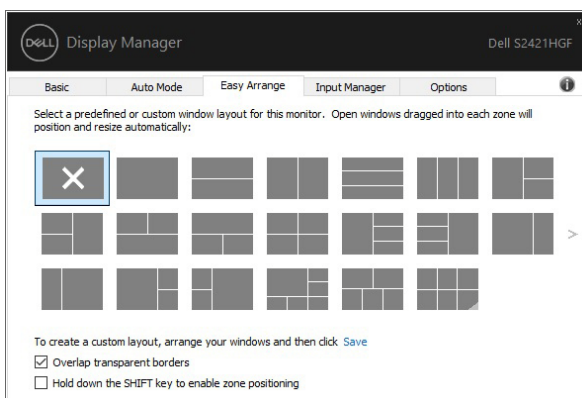 DELL Display Manager Dell S2421HGF
Basic Auto Mode Easy Arrange Input Manager Options
Select a predefined or custom window layout for this monitor. Open windows dragged into each zone will
position and resize automatically:
To create a custom layout, arrange your windows and then click Save
Overlap transparent borders
Hold down the SHIFT key to enable zone positioning